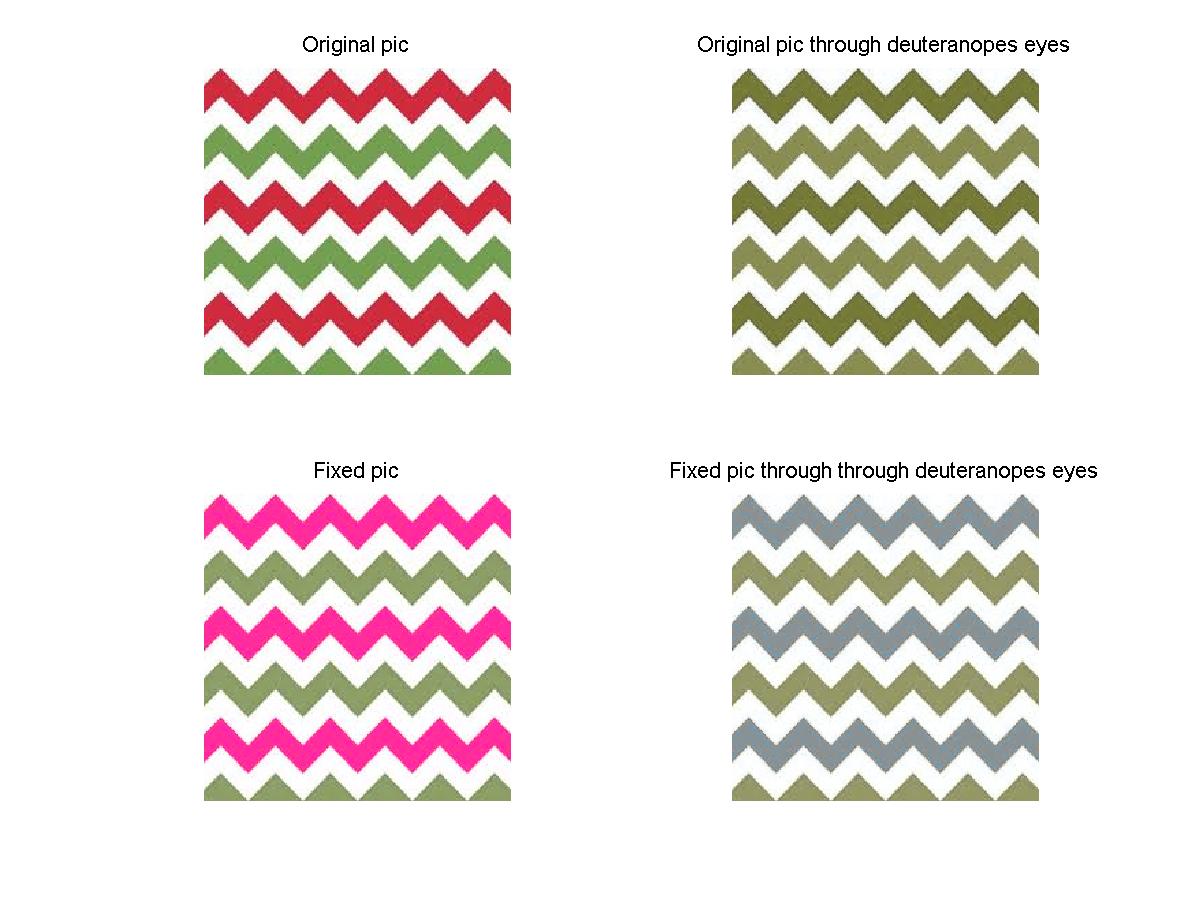 Original pic
Original pic through deuteranopes eyes
Fixed pic
Fixed pic through through deuteranopes eyes